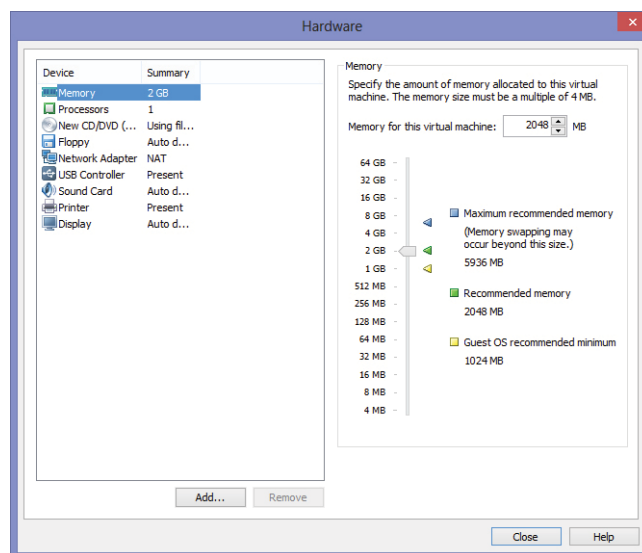 Hardware
Device Summary
Memory 2 GB
Processors 1
New CD/DVD (... Using fil...
Floppy Auto d...
Network Adapter NAT
USB Controller Present
Sound Card Auto d...
Printer Present
Display Auto d...
Add... Remove
Memory
Specify the amount of memory allocated to this virtual
machine. The memory size must be a multiple of 4 MB.
Memory for this virtual machine: 2048 MB
64 GB
32 GB
16 GB
8 GB
4 GB
2 GB
1 GB
512 MB
256 MB
128 MB
64 MB
32 MB
16 MB
8 MB
4 MB
Maximum recommended memory
(Memory swapping may
occur beyond this size.)
5936 MB
Recommended memory
2048 MB
Guest OS recommended minimum
1024 MB
Close Help